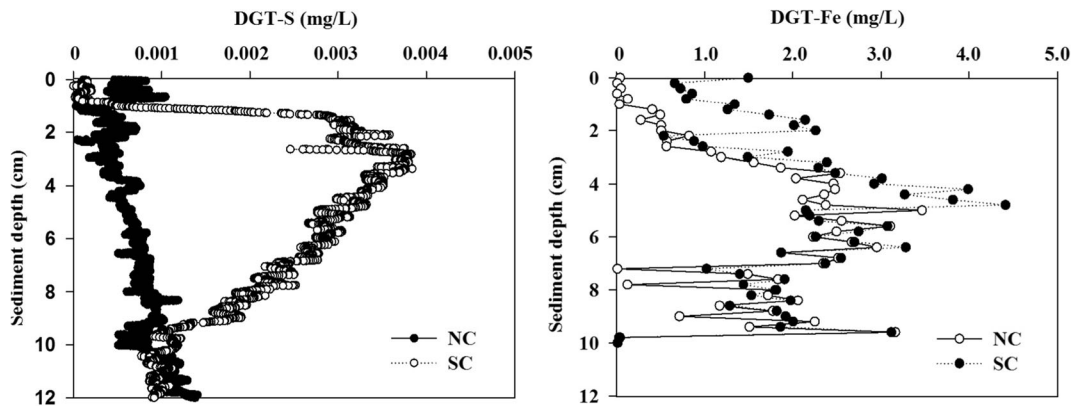 DGT-S (mg/L)
0 0.001 0.002 0.003 0.004 0.005
Sediment depth (cm)
0
2
4
6
8
10
12
NC
SC
DGT-Fe (mg/L)
0 1.0 2.0 3.0 4.0 5.0
Sediment depth (cm)
0
2
4
6
8
10
12
NC
SC